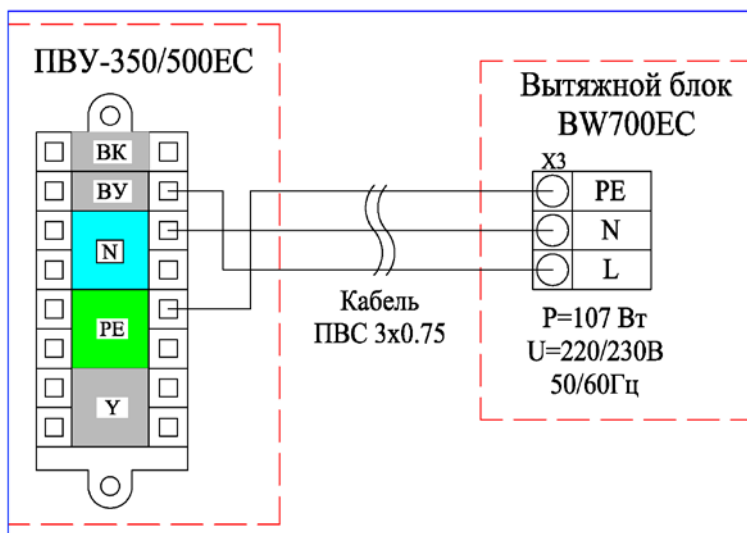 ПВУ-350/500ЕС
Вытяжной блок
BW700EC
ВК
ВУ
N
PE
Y
X3
PE
N
L
Кабель
ПВС 3х0.75
P=107 Вт
U=220/230В
50/60Гц